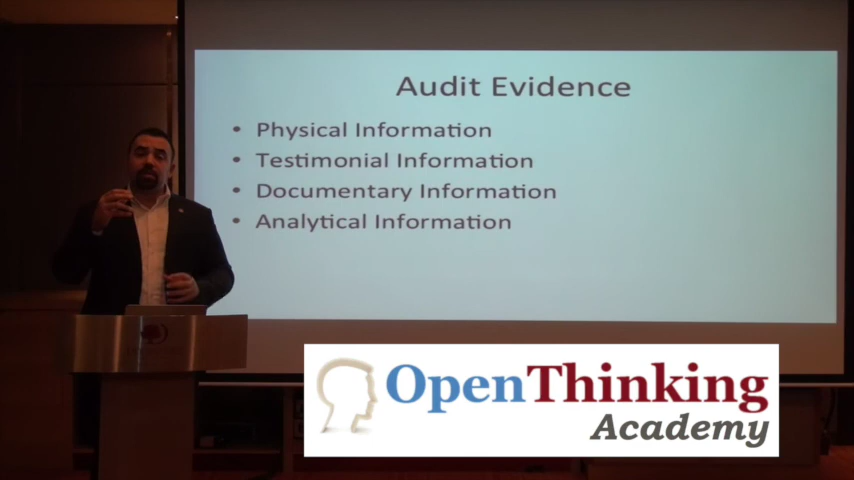 Audit Evidence
• Physical Information
• Testimonial Information
• Documentary Information
• Analytical Information
OpenThinking
Academy